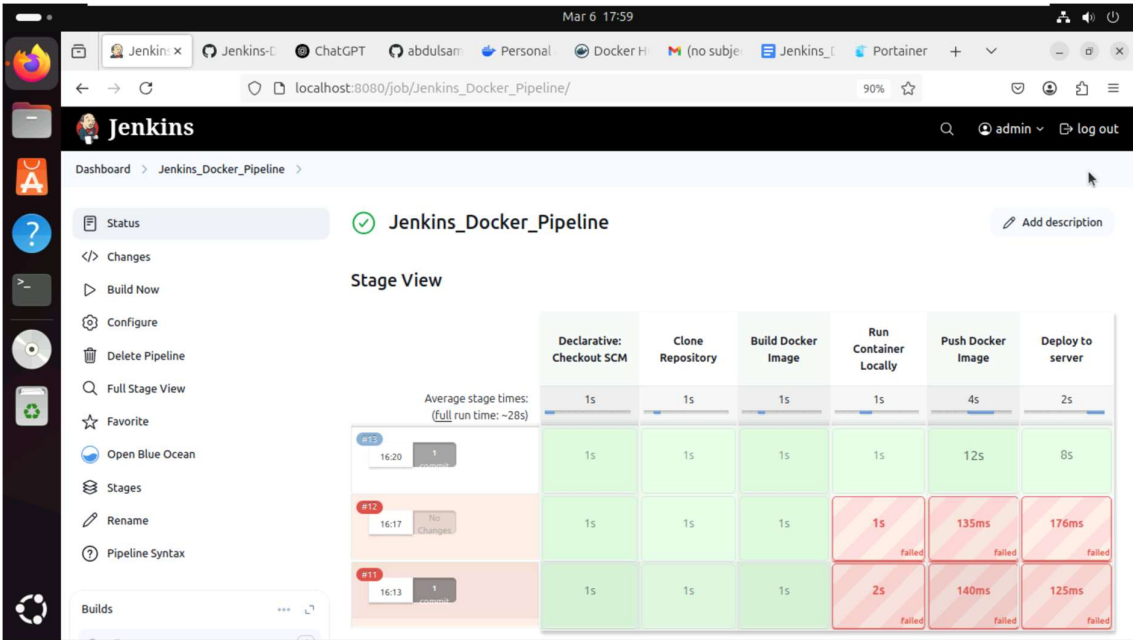 Mar 6 17:59
Jenkins
Jenkins-D
ChatGPT
abdulsam
Personal
Docker H
(no subje
Jenkins_D
Portainer
localhost:8080/job/Jenkins_Docker_Pipeline/
90%
Jenkins
admin
log out
Dashboard > Jenkins_Docker_Pipeline >
Status
Changes
Build Now
Configure
Delete Pipeline
Full Stage View
Favorite
Open Blue Ocean
Stages
Rename
Pipeline Syntax
Builds
Jenkins_Docker_Pipeline
Add description
Stage View
Declarative: Checkout SCM
Clone Repository
Build Docker Image
Run Container Locally
Push Docker Image
Deploy to server
Average stage times:
(full run time: ~28s)
1s 1s 1s 1s 4s 2s
#13
16:20
1 commit
1s 1s 1s 1s 12s 8s
#12
16:17
No Changes
1s 1s 1s 1s 135ms 176ms
failed failed failed
#11
16:13
1 commit
1s 1s 1s 2s 140ms 125ms
failed failed failed